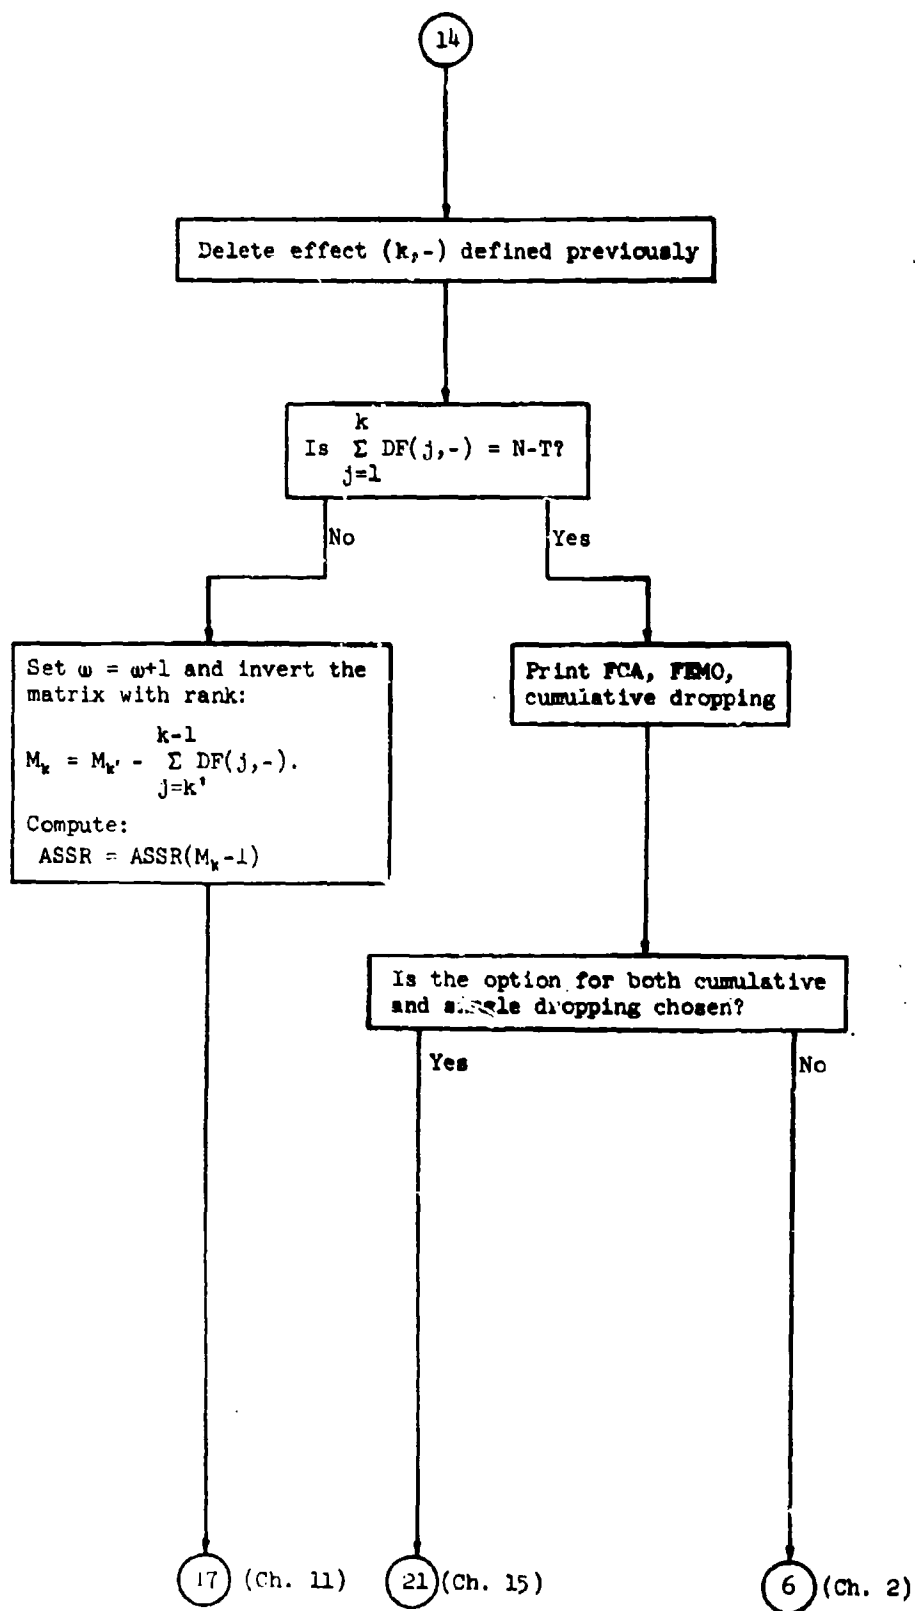 14
Delete effect (k,-) defined previously
k
Is Σ DF(j,-) = N-T?
j=1
No
Yes
Set ω = ω+1 and invert the
matrix with rank:
k-1
Mₖ = Mₖ' - Σ DF(j,-).
j=k'
Compute:
ASSR = ASSR(Mₖ-1)
Print FCA, FEMO,
cumulative dropping
Is the option for both cumulative
and single dropping chosen?
Yes
No
17 (Ch. 11)
21 (Ch. 15)
6 (Ch. 2)